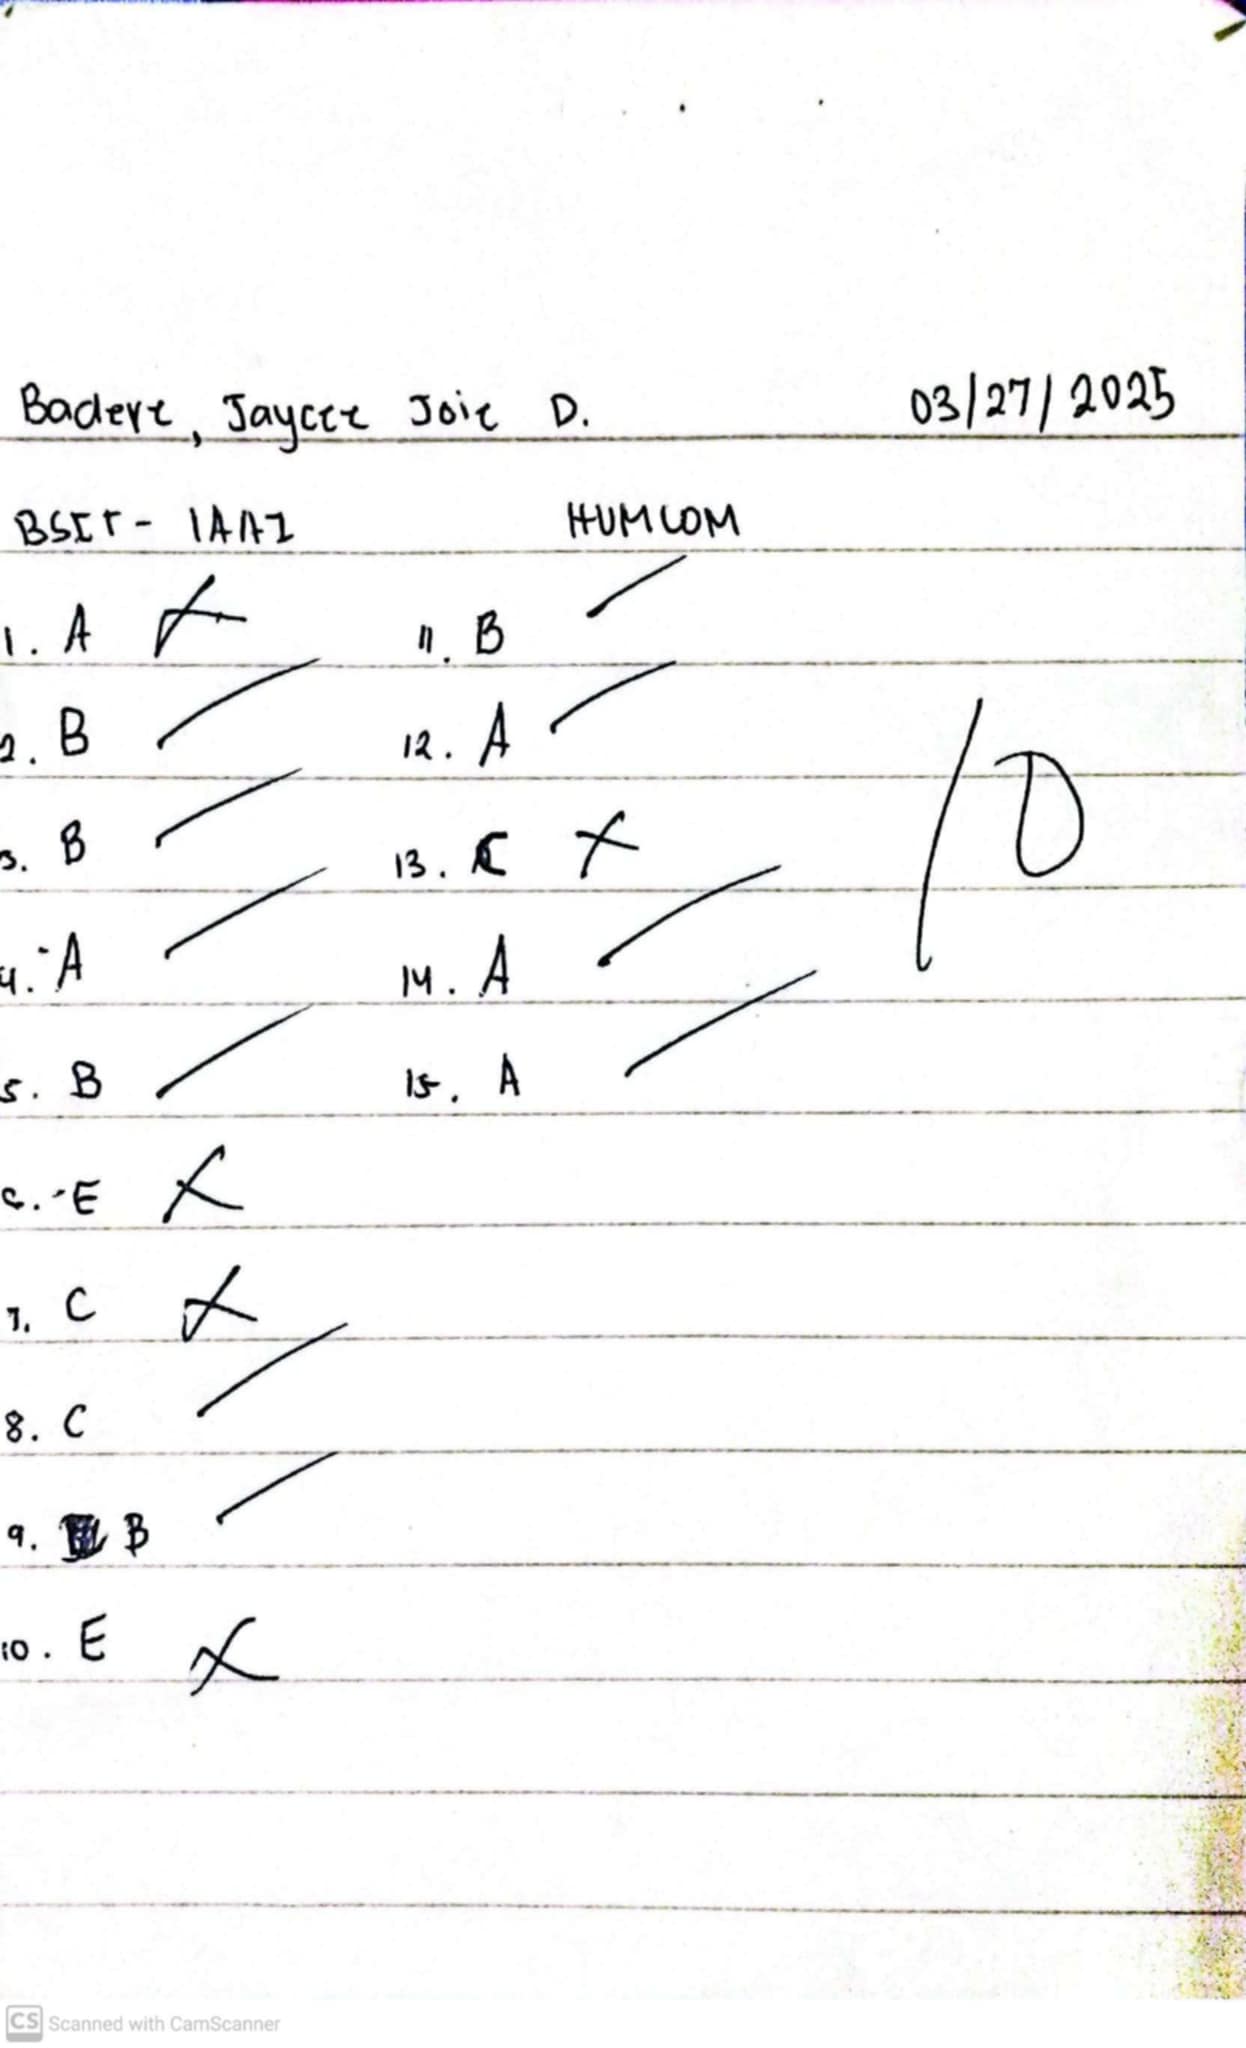 Badere, Jaycee Joie D. 03/27/2025
BSIT - 1AA1 HUMCOM
1. A 11. B
2. B 12. A
3. B 13. C
4. A 14. A
5. B 15. A
6. E
7. C
8. C
9. B
10. E
10
CS Scanned with CamScanner